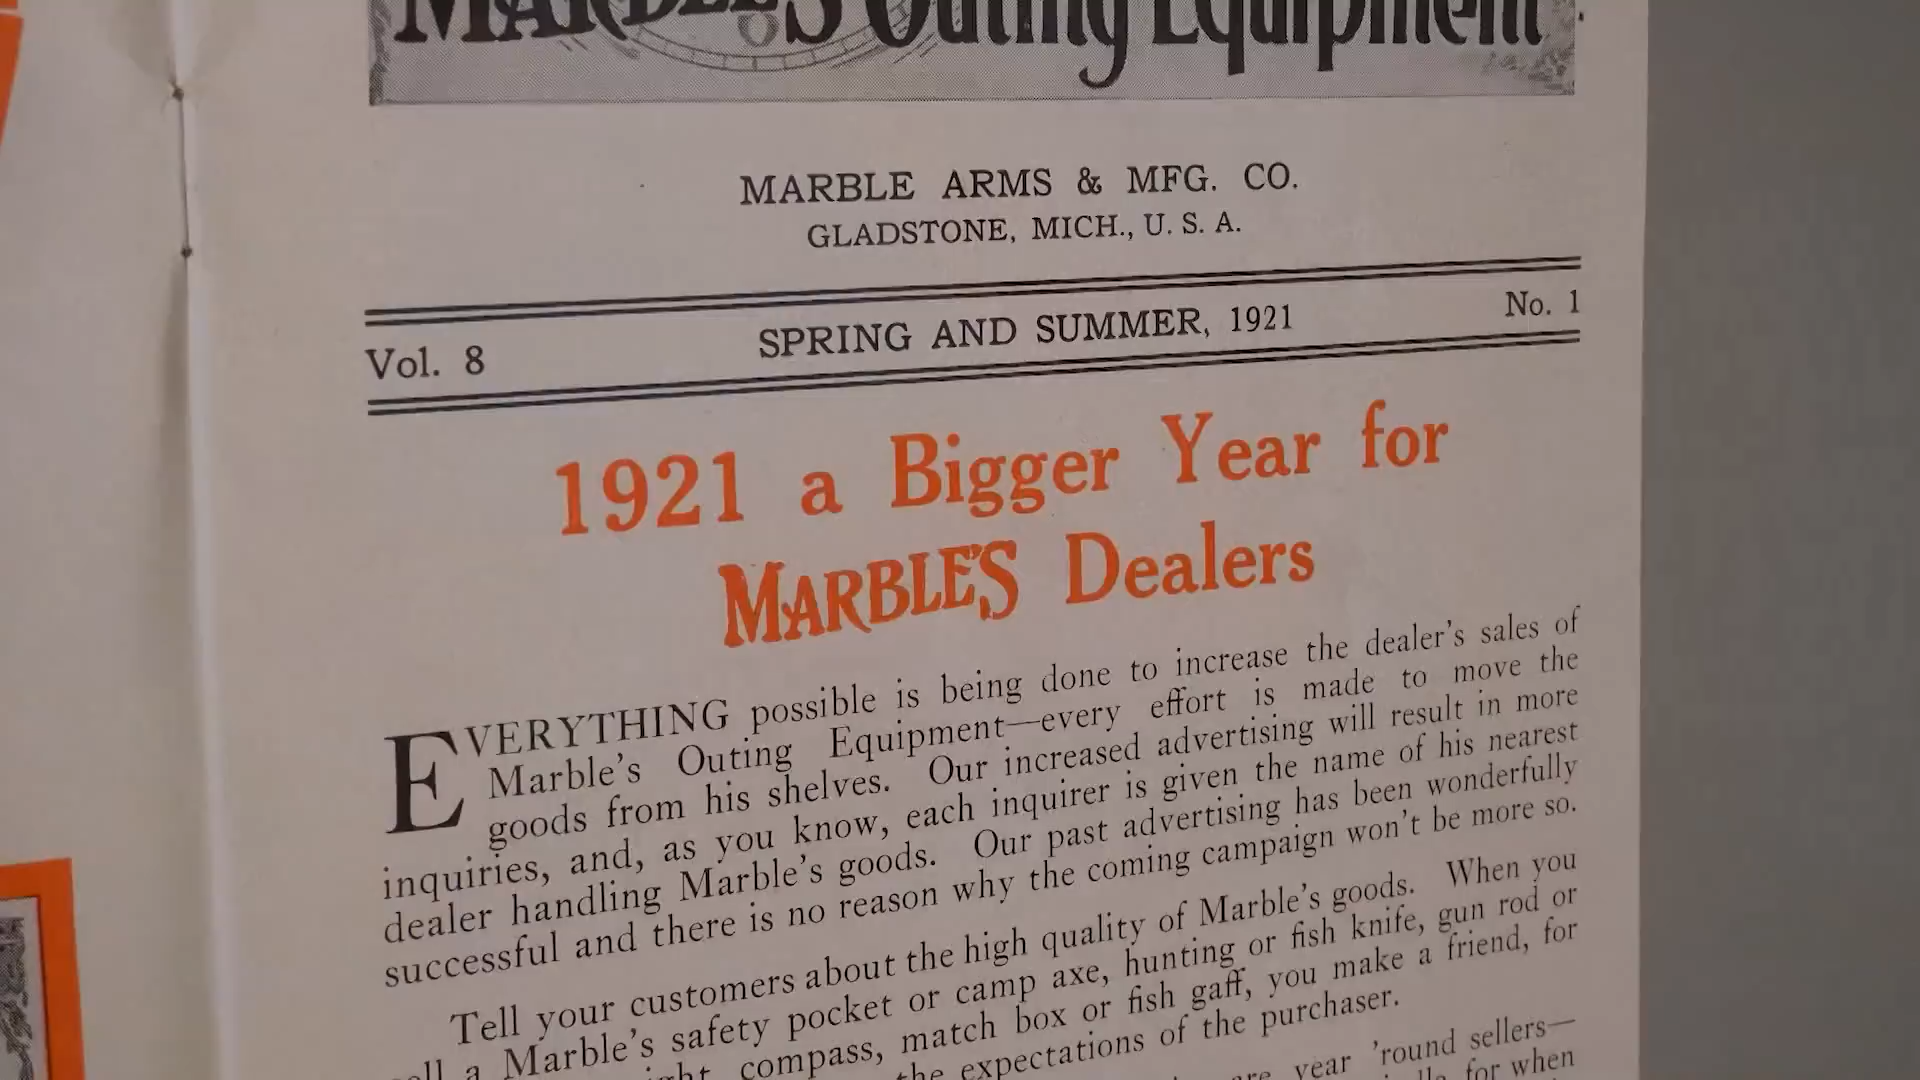 MARBLE'S Outing Equipment
MARBLE ARMS & MFG. CO.
GLADSTONE, MICH., U. S. A.
Vol. 8 SPRING AND SUMMER, 1921 No. 1
1921 a Bigger Year for
MARBLE'S Dealers
EVERYTHING possible is being done to increase the dealer's sales of
Marble's Outing Equipment—every effort is made to move the
goods from his shelves. Our increased advertising will result in more
inquiries, and, as you know, each inquirer is given the name of his nearest
dealer handling Marble's goods. Our past advertising has been wonderfully
successful and there is no reason why the coming campaign won't be more so.
Tell your customers about the high quality of Marble's goods. When you
a Marble's safety pocket or camp axe, hunting or fish knife, gun rod or
compass, match box or fish gaff, you make a friend, for
the expectations of the purchaser.
year 'round sellers—
for when